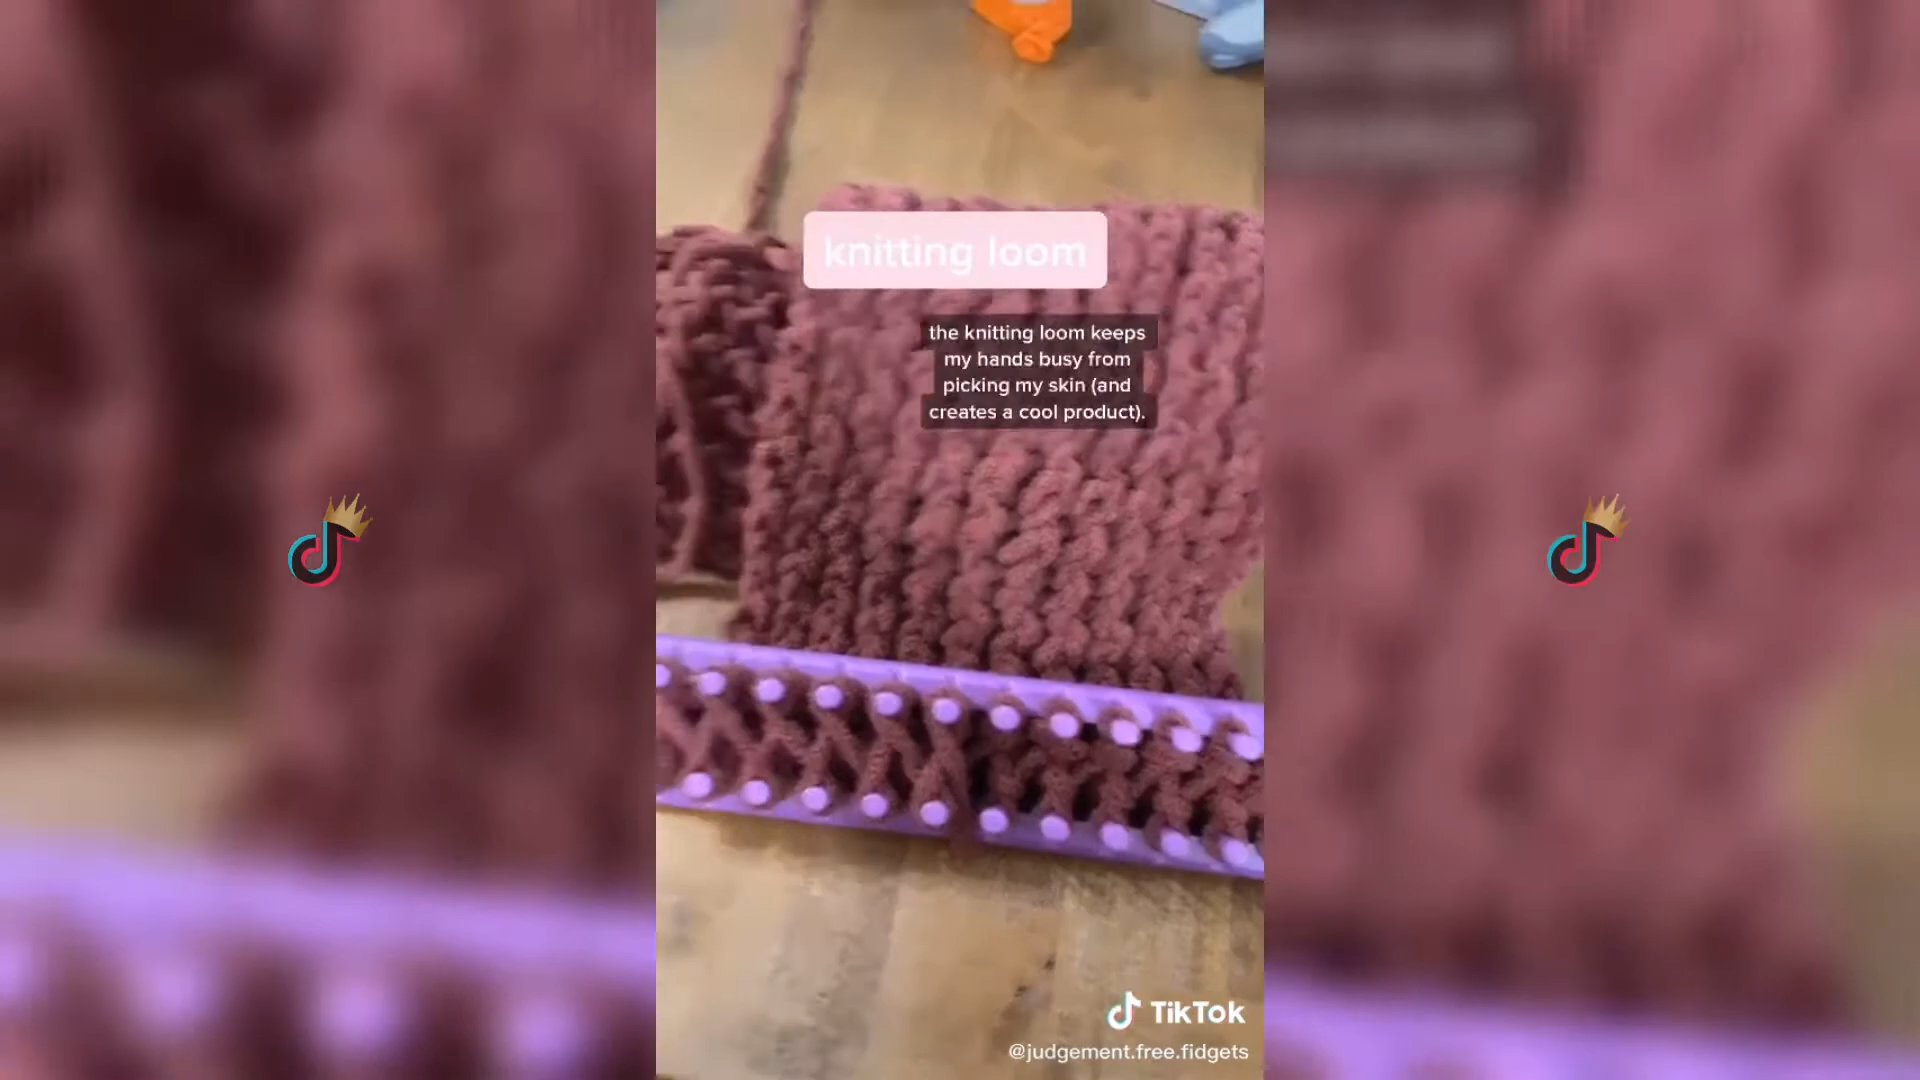 knitting loom
the knitting loom keeps
my hands busy from
picking my skin (and
creates a cool product).
TikTok
@judgement.free.fidgets